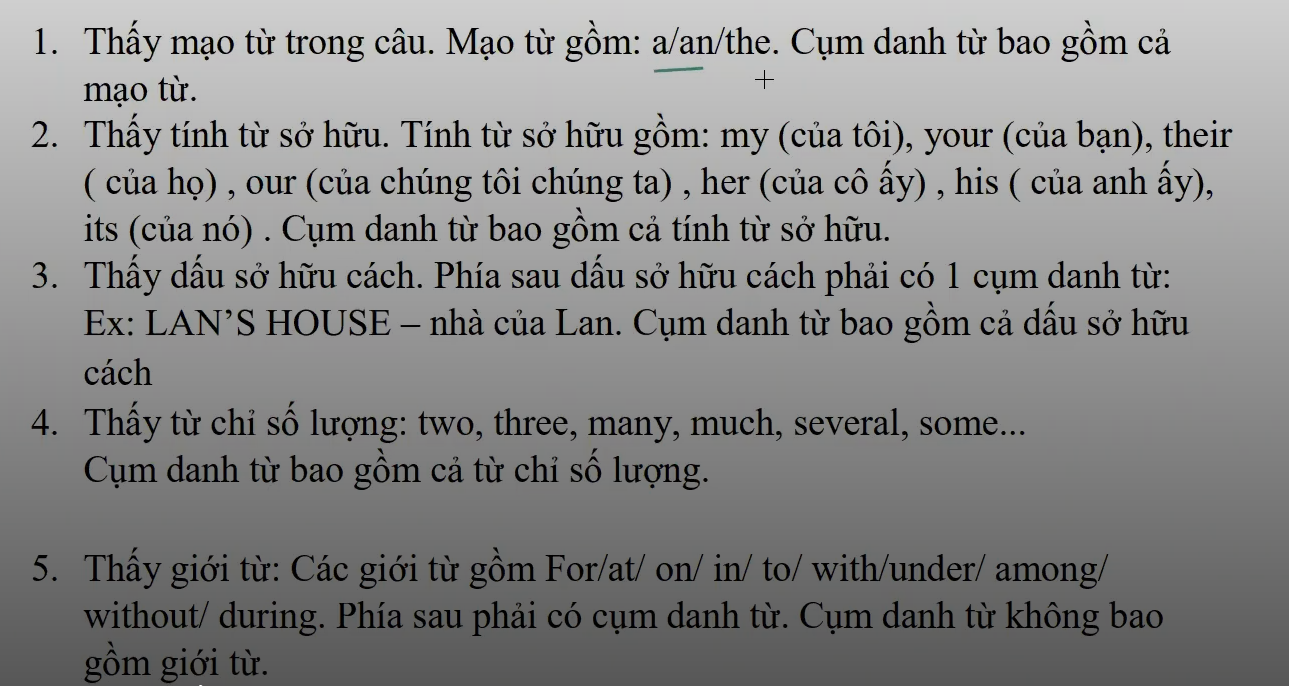 1. Thấy mạo từ trong câu. Mạo từ gồm: a/an/the. Cụm danh từ bao gồm cả
mạo từ.
2. Thấy tính từ sở hữu. Tính từ sở hữu gồm: my (của tôi), your (của bạn), their
( của họ) , our (của chúng tôi chúng ta) , her (của cô ấy) , his ( của anh ấy),
its (của nó) . Cụm danh từ bao gồm cả tính từ sở hữu.
3. Thấy dấu sở hữu cách. Phía sau dấu sở hữu cách phải có 1 cụm danh từ:
Ex: LAN’S HOUSE – nhà của Lan. Cụm danh từ bao gồm cả dấu sở hữu
cách
4. Thấy từ chỉ số lượng: two, three, many, much, several, some...
Cụm danh từ bao gồm cả từ chỉ số lượng.
5. Thấy giới từ: Các giới từ gồm For/at/ on/ in/ to/ with/under/ among/
without/ during. Phía sau phải có cụm danh từ. Cụm danh từ không bao
gồm giới từ.